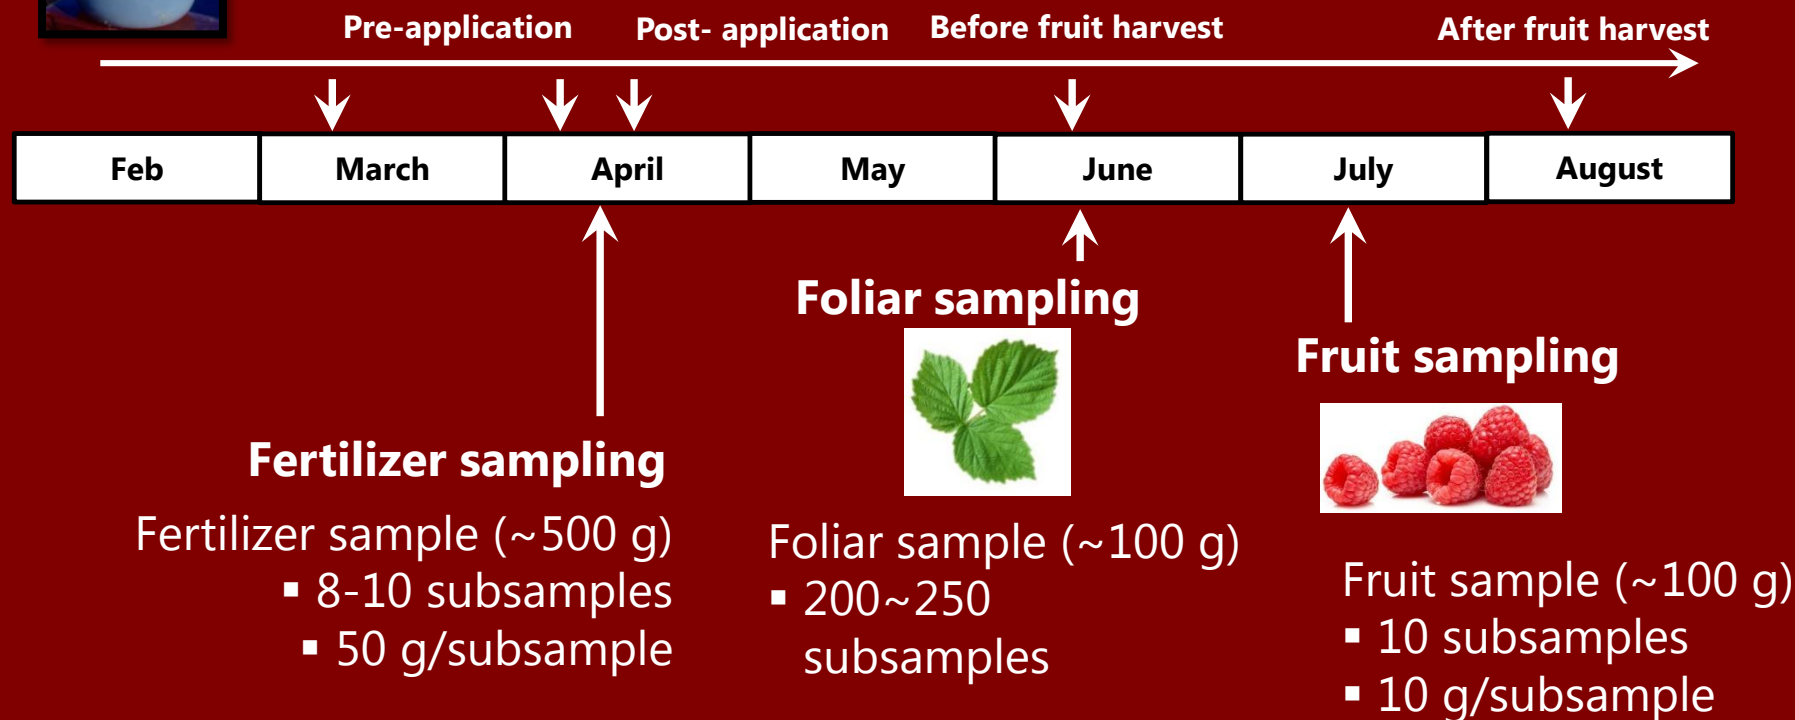 Pre-application
Post- application
Before fruit harvest
After fruit harvest
Feb
March
April
May
June
July
August
Foliar sampling
Fruit sampling
Fertilizer sampling
Fertilizer sample (~500 g)
▪ 8-10 subsamples
▪ 50 g/subsample
Foliar sample (~100 g)
▪ 200~250
subsamples
Fruit sample (~100 g)
▪ 10 subsamples
▪ 10 g/subsample